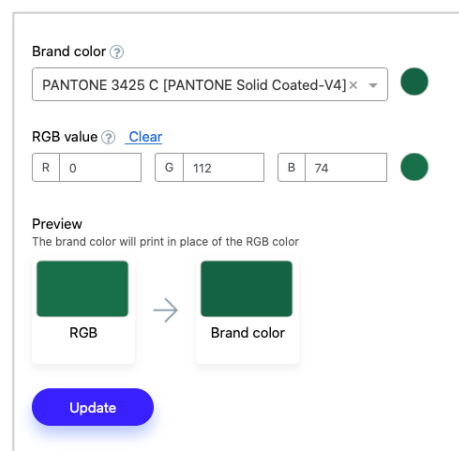 Brand color ?
PANTONE 3425 C [PANTONE Solid Coated-V4] ×
RGB value ? Clear
R 0 G 112 B 74
Preview
The brand color will print in place of the RGB color
RGB Brand color
Update